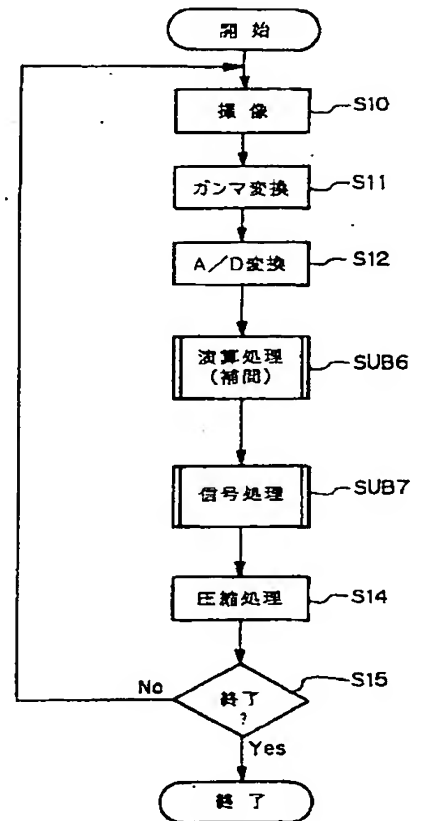 開始
撮像 S10
ガンマ変換 S11
A/D変換 S12
演算処理 SUB6
(補間)
信号処理 SUB7
圧縮処理 S14
終了 S15
?
No
Yes
終了